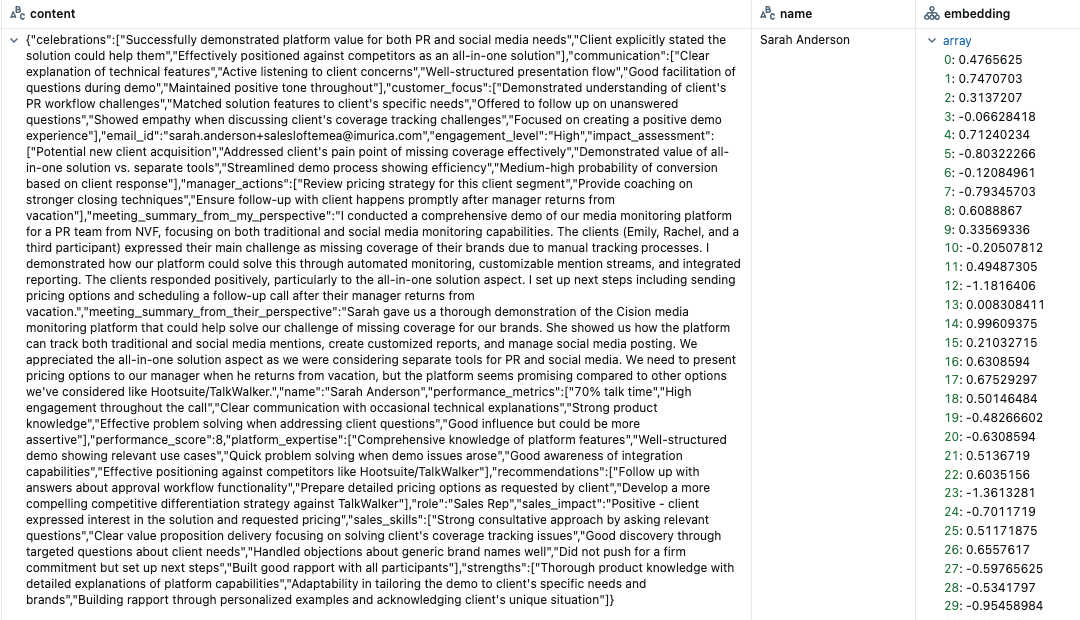 content
name
embedding
{"celebrations":["Successfully demonstrated platform value for both PR and social media needs","Client explicitly stated the
solution could help them","Effectively positioned against competitors as an all-in-one solution"],"communication":["Clear
explanation of technical features","Active listening to client concerns","Well-structured presentation flow","Good facilitation of
questions during demo","Maintained positive tone throughout"],"customer_focus":["Demonstrated understanding of client's
PR workflow challenges","Matched solution features to client's specific needs","Offered to follow up on unanswered
questions","Showed empathy when discussing client's coverage tracking challenges","Focused on creating a positive demo
experience"],"email_id":"sarah.anderson+salesloftemea@imurica.com","engagement_level":"High","impact_assessment":
["Potential new client acquisition","Addressed client's pain point of missing coverage effectively","Demonstrated value of all-
in-one solution vs. separate tools","Streamlined demo process showing efficiency","Medium-high probability of conversion
based on client response"],"manager_actions":["Review pricing strategy for this client segment","Provide coaching on
stronger closing techniques","Ensure follow-up with client happens promptly after manager returns from
vacation"],"meeting_summary_from_my_perspective":"I conducted a comprehensive demo of our media monitoring platform
for a PR team from NVF, focusing on both traditional and social media monitoring capabilities. The clients (Emily, Rachel, and a
third participant) expressed their main challenge as missing coverage of their brands due to manual tracking processes. I
demonstrated how our platform could solve this through automated monitoring, customizable mention streams, and integrated
reporting. The clients responded positively, particularly to the all-in-one solution aspect. I set up next steps including sending
pricing options and scheduling a follow-up call after their manager returns from
vacation.","meeting_summary_from_their_perspective":"Sarah gave us a thorough demonstration of the Cision media
monitoring platform that could help solve our challenge of missing coverage for our brands. She showed us how the platform
can track both traditional and social media mentions, create customized reports, and manage social media posting. We
appreciated the all-in-one solution aspect as we were considering separate tools for PR and social media. We need to present
pricing options to our manager when he returns from vacation, but the platform seems promising compared to other options
we've considered like Hootsuite/TalkWalker.","name":"Sarah Anderson","performance_metrics":["70% talk time","High
engagement throughout the call","Clear communication with occasional technical explanations","Strong product
knowledge","Effective problem solving when addressing client questions","Good influence but could be more
assertive"],"performance_score":8,"platform_expertise":["Comprehensive knowledge of platform features","Well-structured
demo showing relevant use cases","Quick problem solving when demo issues arose","Good awareness of integration
capabilities","Effective positioning against competitors like Hootsuite/TalkWalker"],"recommendations":["Follow up with
answers about approval workflow functionality","Prepare detailed pricing options as requested by client","Develop a more
compelling competitive differentiation strategy against TalkWalker"],"role":"Sales Rep","sales_impact":"Positive - client
expressed interest in the solution and requested pricing","sales_skills":["Strong consultative approach by asking relevant
questions","Clear value proposition delivery focusing on solving client's coverage tracking issues","Good discovery through
targeted questions about client needs","Handled objections about generic brand names well","Did not push for a firm
commitment but set up next steps","Built good rapport with all participants"],"strengths":["Thorough product knowledge with
detailed explanations of platform capabilities","Adaptability in tailoring the demo to client's specific needs and
brands","Building rapport through personalized examples and acknowledging client's unique situation"]}
Sarah Anderson
array
0: 0.4765625
1: 0.7470703
2: 0.3137207
3: -0.06628418
4: 0.71240234
5: -0.80322266
6: -0.12084961
7: -0.79345703
8: 0.6088867
9: 0.33569336
10: -0.20507812
11: 0.49487305
12: -1.1816406
13: 0.008308411
14: 0.99609375
15: 0.21032715
16: 0.6308594
17: 0.67529297
18: 0.50146484
19: -0.48266602
20: -0.6308594
21: 0.5136719
22: 0.6035156
23: -1.3613281
24: -0.7011719
25: 0.51171875
26: 0.6557617
27: -0.59765625
28: -0.5341797
29: -0.95458984